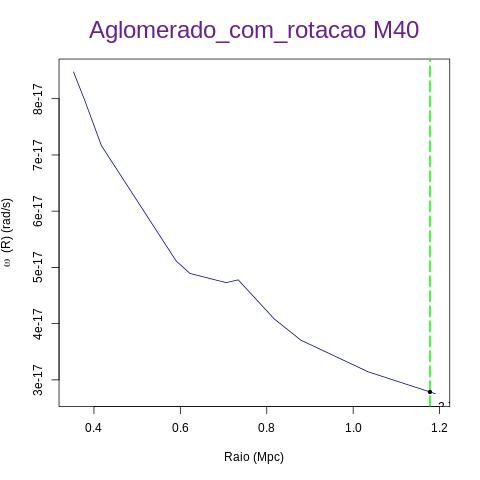 Aglomerado_com_rotacao M40
ω (R) (rad/s)
8e-17
7e-17
6e-17
5e-17
4e-17
3e-17
0.4 0.6 0.8 1.0 1.2
Raio (Mpc)